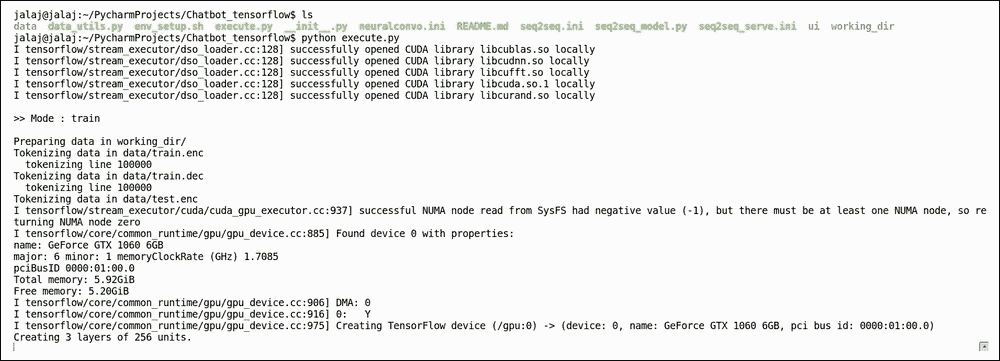 jalaj@jalaj:~/PycharmProjects/Chatbot_tensorflow$ ls
data  data_utils.py  env_setup.sh  execute.py  __init__.py  neuralconvo.ini  README.md  seq2seq.ini  seq2seq_model.py  seq2seq_serve.ini  ui  working_dir
jalaj@jalaj:~/PycharmProjects/Chatbot_tensorflow$ python execute.py
I tensorflow/stream_executor/dso_loader.cc:128] successfully opened CUDA library libcublas.so locally
I tensorflow/stream_executor/dso_loader.cc:128] successfully opened CUDA library libcudnn.so locally
I tensorflow/stream_executor/dso_loader.cc:128] successfully opened CUDA library libcufft.so locally
I tensorflow/stream_executor/dso_loader.cc:128] successfully opened CUDA library libcuda.so.1 locally
I tensorflow/stream_executor/dso_loader.cc:128] successfully opened CUDA library libcurand.so locally
>> Mode : train
Preparing data in working_dir/
Tokenizing data in data/train.enc
  tokenizing line 100000
Tokenizing data in data/train.dec
  tokenizing line 100000
Tokenizing data in data/test.enc
I tensorflow/stream_executor/cuda/cuda_gpu_executor.cc:937] successful NUMA node read from SysFS had negative value (-1), but there must be at least one NUMA node, so re
turning NUMA node zero
I tensorflow/core/common_runtime/gpu/gpu_device.cc:885] Found device 0 with properties:
name: GeForce GTX 1060 6GB
major: 6 minor: 1 memoryClockRate (GHz) 1.7085
pciBusID 0000:01:00.0
Total memory: 5.92GiB
Free memory: 5.20GiB
I tensorflow/core/common_runtime/gpu/gpu_device.cc:906] DMA: 0
I tensorflow/core/common_runtime/gpu/gpu_device.cc:916] 0:   Y
I tensorflow/core/common_runtime/gpu/gpu_device.cc:975] Creating TensorFlow device (/gpu:0) -> (device: 0, name: GeForce GTX 1060 6GB, pci bus id: 0000:01:00.0)
Creating 3 layers of 256 units.